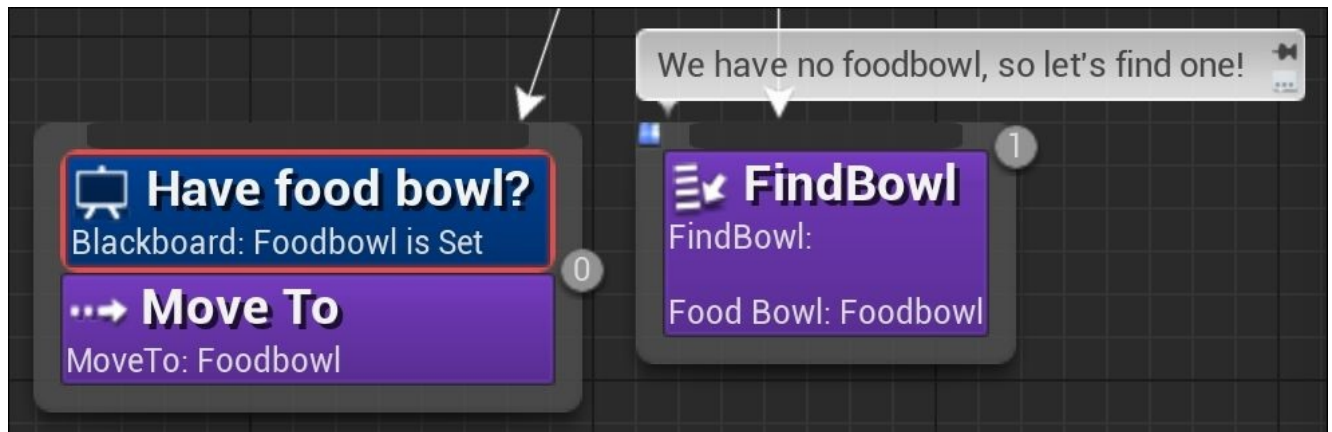 We have no foodbowl, so let's find one!
Have food bowl?
Blackboard: Foodbowl is Set
0
Move To
MoveTo: Foodbowl
1
FindBowl
FindBowl:
Food Bowl: Foodbowl